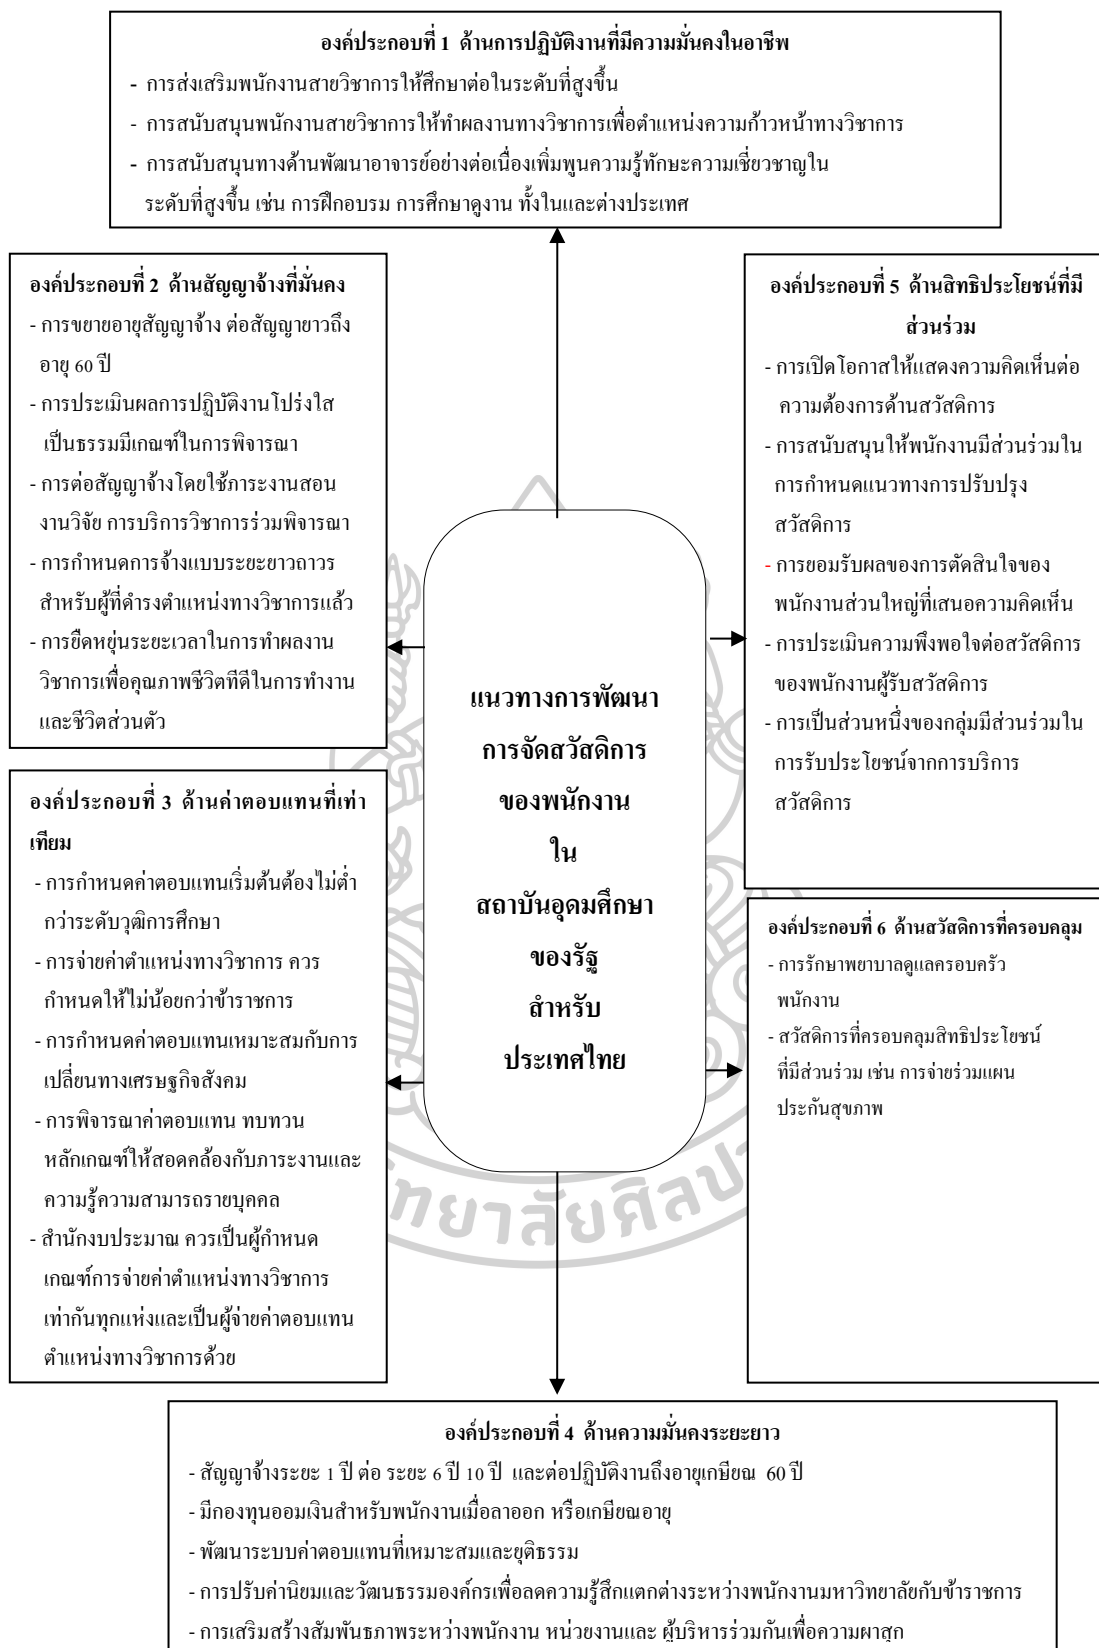 องค์ประกอบที่ 1 ด้านการปฏิบัติงานที่มีความมั่นคงในอาชีพ
- การส่งเสริมพนักงานสายวิชาการให้ศึกษาต่อในระดับที่สูงขึ้น
- การสนับสนุนพนักงานสายวิชาการให้ทำผลงานทางวิชาการเพื่อตำแหน่งความก้าวหน้าทางวิชาการ
- การสนับสนุนทางด้านพัฒนาอาจารย์อย่างต่อเนื่องเพิ่มพูนความรู้ทักษะความเชี่ยวชาญใน
ระดับที่สูงขึ้น เช่น การฝึกอบรม การศึกษาดูงาน ทั้งในและต่างประเทศ
องค์ประกอบที่ 2 ด้านสัญญาจ้างที่มั่นคง
- การขยายอายุสัญญาจ้าง ต่อสัญญายาวถึง
อายุ 60 ปี
- การประเมินผลการปฏิบัติงานโปร่งใส
เป็นธรรมมีเกณฑ์ในการพิจารณา
- การต่อสัญญาจ้างโดยใช้ภาระงานสอน
งานวิจัย การบริการวิชาการร่วมพิจารณา
- การกำหนดการจ้างแบบระยะยาวถาวร
สำหรับผู้ที่ดำรงตำแหน่งทางวิชาการแล้ว
- การยืดหยุ่นระยะเวลาในการทำผลงาน
วิชาการเพื่อคุณภาพชีวิตทีดีในการทำงาน
และชีวิตส่วนตัว
องค์ประกอบที่ 3 ด้านค่าตอบแทนที่เท่า
เทียม
- การกำหนดค่าตอบแทนเริ่มต้นต้องไม่ต่ำ
กว่าระดับวุฒิการศึกษา
- การจ่ายค่าตำแหน่งทางวิชาการ ควร
กำหนดให้ไม่น้อยกว่าข้าราชการ
- การกำหนดค่าตอบแทนเหมาะสมกับการ
เปลี่ยนทางเศรษฐกิจสังคม
- การพิจารณาค่าตอบแทน ทบทวน
หลักเกณฑ์ให้สอดคล้องกับภาระงานและ
ความรู้ความสามารถรายบุคคล
- สำนักงบประมาณ ควรเป็นผู้กำหนด
เกณฑ์การจ่ายค่าตำแหน่งทางวิชาการ
เท่ากันทุกแห่งและเป็นผู้จ่ายค่าตอบแทน
ตำแหน่งทางวิชาการด้วย
แนวทางการพัฒนา
การจัดสวัสดิการ
ของพนักงาน
ใน
สถาบันอุดมศึกษา
ของรัฐ
สำหรับ
ประเทศไทย
องค์ประกอบที่ 5 ด้านสิทธิประโยชน์ที่มี
ส่วนร่วม
- การเปิดโอกาสให้แสดงความคิดเห็นต่อ
ความต้องการด้านสวัสดิการ
- การสนับสนุนให้พนักงานมีส่วนร่วมใน
การกำหนดแนวทางการปรับปรุง
สวัสดิการ
- การยอมรับผลของการตัดสินใจของ
พนักงานส่วนใหญ่ที่เสนอความคิดเห็น
- การประเมินความพึงพอใจต่อสวัสดิการ
ของพนักงานผู้รับสวัสดิการ
- การเป็นส่วนหนึ่งของกลุ่มมีส่วนร่วมใน
การรับประโยชน์จากการบริการ
สวัสดิการ
องค์ประกอบที่ 6 ด้านสวัสดิการที่ครอบคลุม
- การรักษาพยาบาลดูแลครอบครัว
พนักงาน
- สวัสดิการที่ครอบคลุมสิทธิประโยชน์
ที่มีส่วนร่วม เช่น การจ่ายร่วมแผน
ประกันสุขภาพ
องค์ประกอบที่ 4 ด้านความมั่นคงระยะยาว
- สัญญาจ้างระยะ 1 ปี ต่อ ระยะ 6 ปี 10 ปี และต่อปฏิบัติงานถึงอายุเกษียณ 60 ปี
- มีกองทุนออมเงินสำหรับพนักงานเมื่อลาออก หรือเกษียณอายุ
- พัฒนาระบบค่าตอบแทนที่เหมาะสมและยุติธรรม
- การปรับค่านิยมและวัฒนธรรมองค์กรเพื่อลดความรู้สึกแตกต่างระหว่างพนักงานมหาวิทยาลัยกับข้าราชการ
- การเสริมสร้างสัมพันธภาพระหว่างพนักงาน หน่วยงานและ ผู้บริหารร่วมกันเพื่อความผาสุก